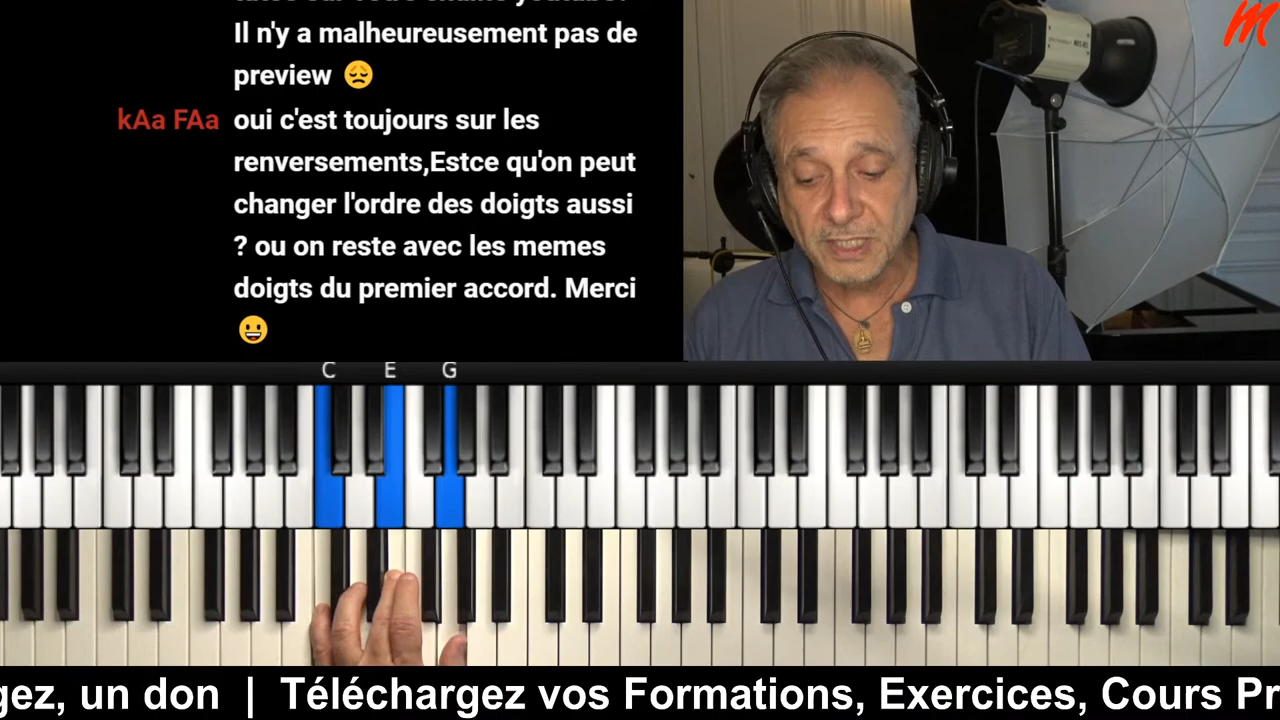 Il n'y a malheureusement pas de
preview 😞
kAa FAa oui c'est toujours sur les
renversements,Estce qu'on peut
changer l'ordre des doigts aussi
? ou on reste avec les memes
doigts du premier accord. Merci
😀
C E G
gez, un don | Téléchargez vos Formations, Exercices, Cours Pr